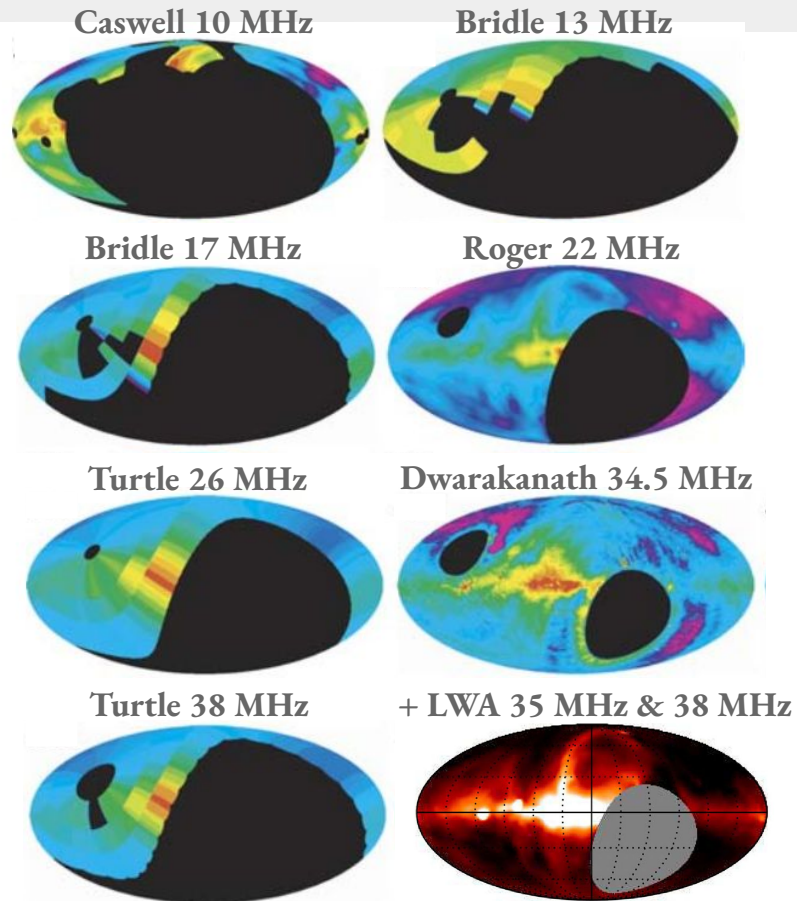 Caswell 10 MHz
Bridle 13 MHz
Bridle 17 MHz
Roger 22 MHz
Turtle 26 MHz
Dwarakanath 34.5 MHz
Turtle 38 MHz
+ LWA 35 MHz & 38 MHz